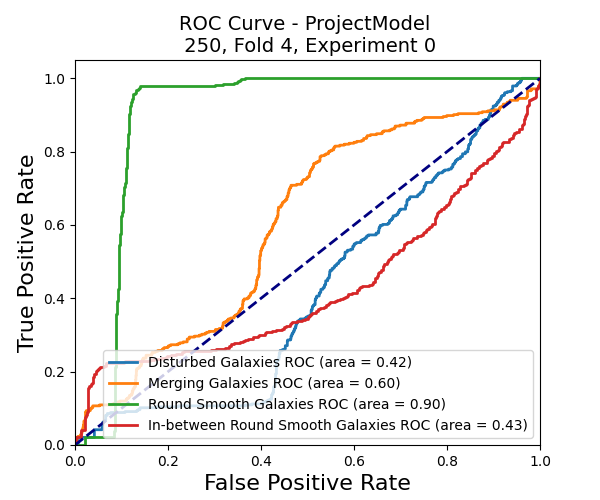 ROC Curve - ProjectModel
250, Fold 4, Experiment 0
True Positive Rate
1.0
0.8
0.6
0.4
0.2
0.0
Disturbed Galaxies ROC (area = 0.42)
Merging Galaxies ROC (area = 0.60)
Round Smooth Galaxies ROC (area = 0.90)
In-between Round Smooth Galaxies ROC (area = 0.43)
0.0 0.2 0.4 0.6 0.8 1.0
False Positive Rate